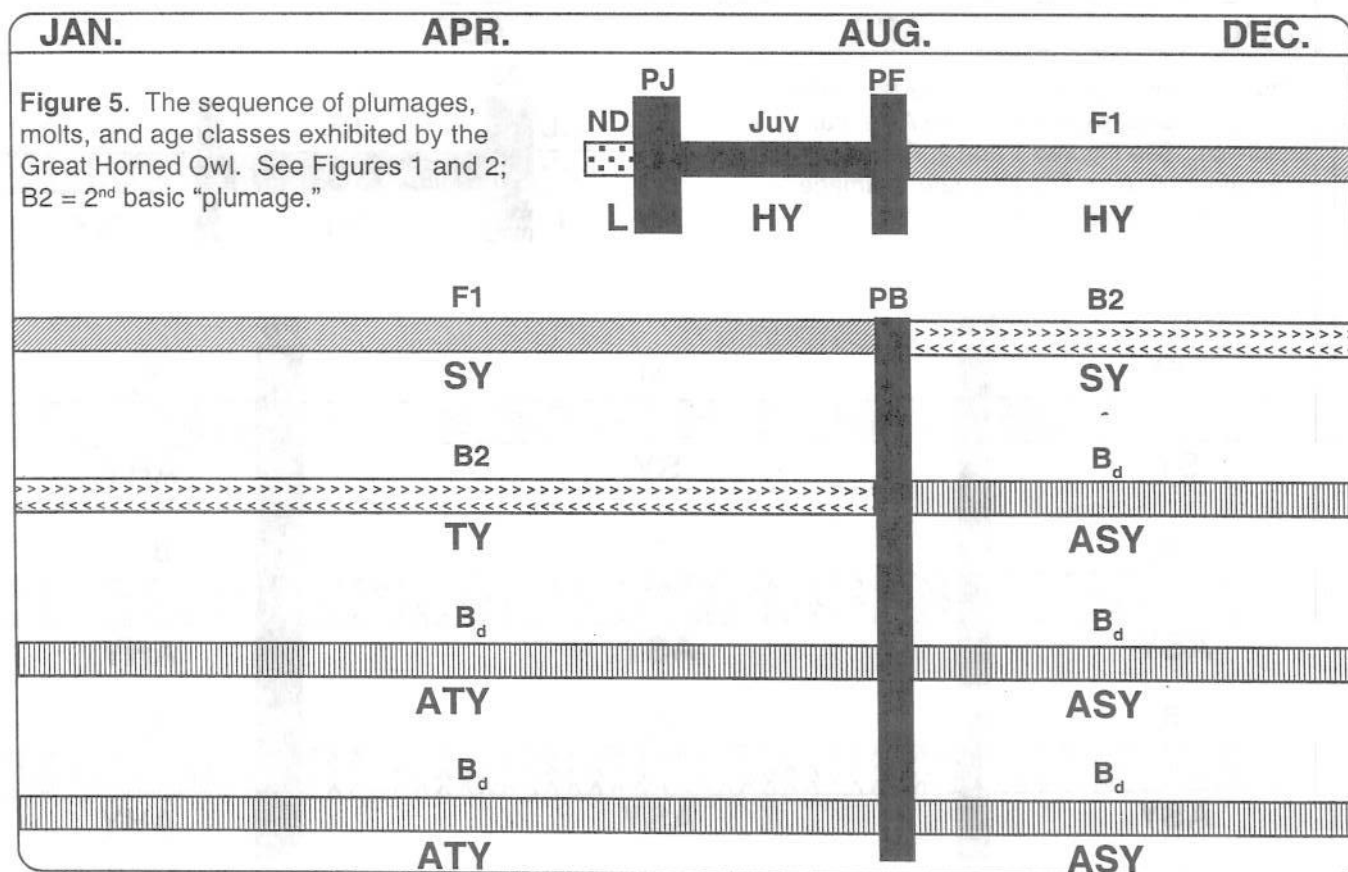 JAN. APR. AUG. DEC.
Figure 5. The sequence of plumages,
molts, and age classes exhibited by the
Great Horned Owl. See Figures 1 and 2;
B2 = 2nd basic “plumage.”
PJ PF
ND Juv F1
L HY HY
F1 PB B2
SY SY
B2 Bd
TY ASY
Bd Bd
ATY ASY
Bd Bd
ATY ASY